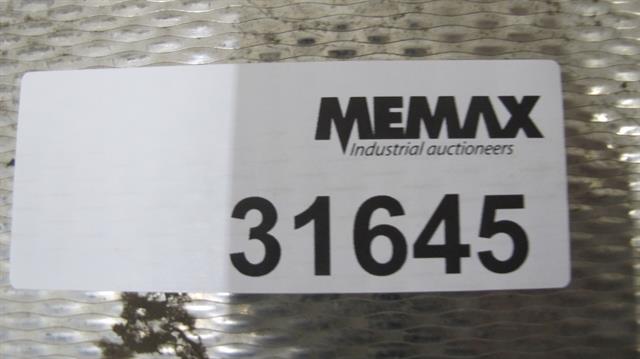 MEMAX
Industrial auctioneers
31645